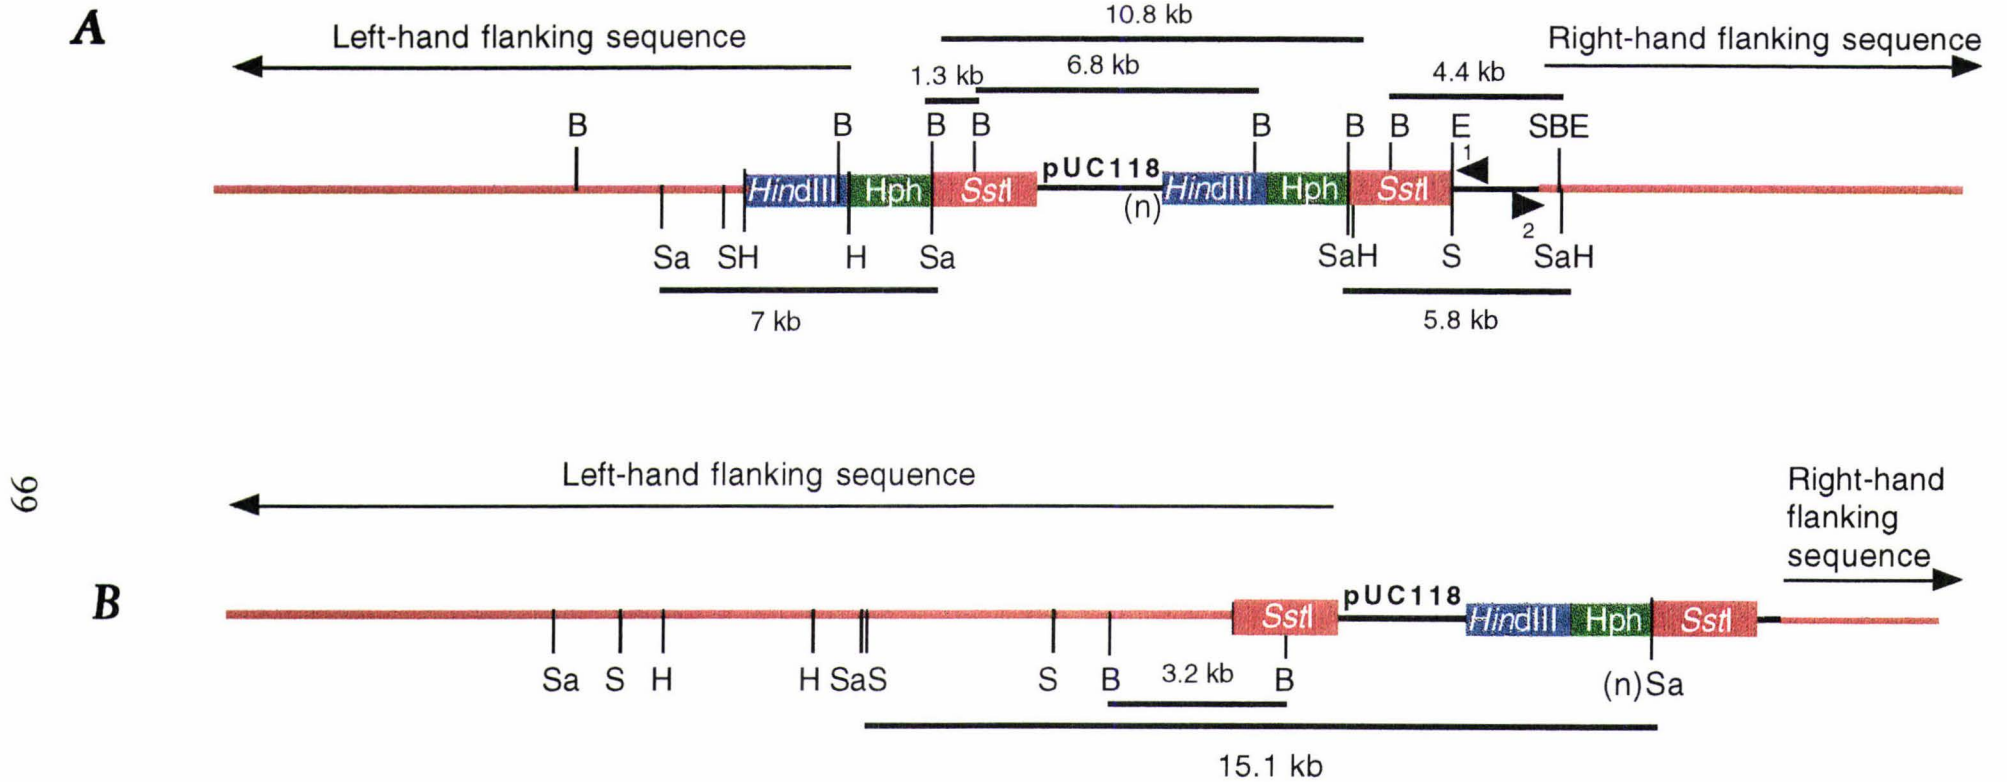 A
10.8 kb
Left-hand flanking sequence
Right-hand flanking sequence
1.3 kb
6.8 kb
4.4 kb
B B B B B B B E SBE
1
HindIII Hph SstI pUC118 HindIII Hph SstI
(n)
2
Sa SH H Sa SaH S SaH
7 kb
5.8 kb
66
Left-hand flanking sequence
Right-hand
flanking
sequence
B
SstI pUC118 HindIII Hph SstI
Sa S H H SaS S B 3.2 kb B (n)Sa
15.1 kb